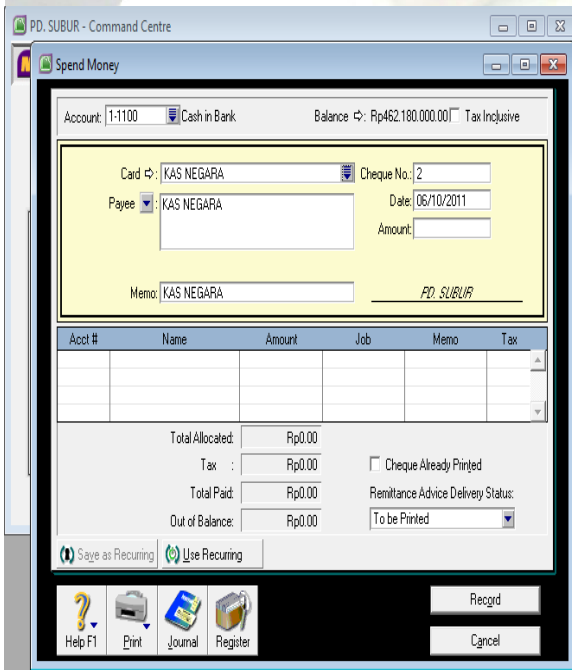 PD. SUBUR - Command Centre
Spend Money
Account: 1-1100 Cash in Bank Balance ➪: Rp462.180.000.00 Tax Inclusive
Card ➪: KAS NEGARA Cheque No.: 2
Payee : KAS NEGARA Date: 06/10/2011
Amount:
Memo: KAS NEGARA PD. SUBUR
Acct # Name Amount Job Memo Tax
Total Allocated: Rp0.00
Tax : Rp0.00 Cheque Already Printed
Total Paid: Rp0.00 Remittance Advice Delivery Status:
Out of Balance: Rp0.00 To be Printed
Save as Recurring Use Recurring
Help F1 Print Journal Register
Record
Cancel